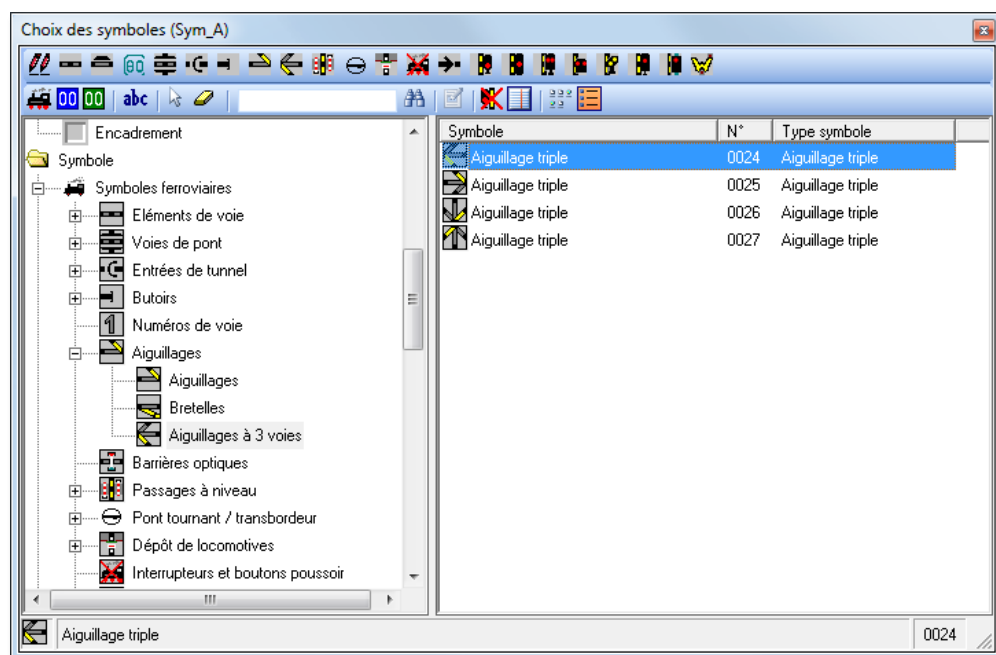 Choix des symboles (Sym_A)
00 00 abc
Encadrement
Symbole
Symboles ferroviaires
Eléments de voie
Voies de pont
Entrées de tunnel
Butoirs
Numéros de voie
Aiguillages
Aiguillages
Bretelles
Aiguillages à 3 voies
Barrières optiques
Passages à niveau
Pont tournant / transbordeur
Dépôt de locomotives
Interrupteurs et boutons poussoir
Symbole N° Type symbole
Aiguillage triple 0024 Aiguillage triple
Aiguillage triple 0025 Aiguillage triple
Aiguillage triple 0026 Aiguillage triple
Aiguillage triple 0027 Aiguillage triple
Aiguillage triple 0024